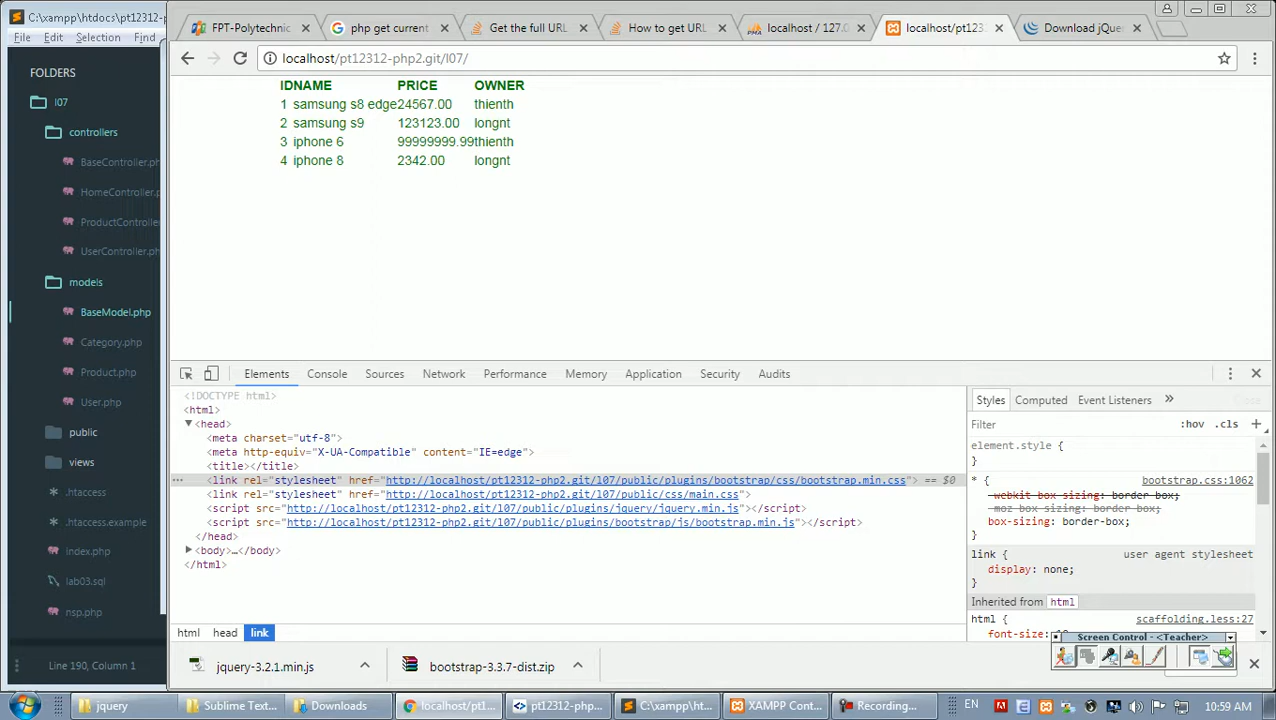 C:\xampp\htdocs\pt12312-p
File Edit Selection Find
FOLDERS
l07
controllers
BaseController.ph
HomeController.p
ProductController
UserController.ph
models
BaseModel.php
Category.php
Product.php
User.php
public
views
.htaccess
.htaccess.example
index.php
lab03.sql
nsp.php
Line 190, Column 1
FPT-Polytechnic
php get current
Get the full URL
How to get URL
localhost / 127.0
localhost/pt123
Download jQue
localhost/pt12312-php2.git/l07/
ID NAME PRICE OWNER
1 samsung s8 edge 24567.00 thienth
2 samsung s9 123123.00 longnt
3 iphone 6 99999999.99 thienth
4 iphone 8 2342.00 longnt
Elements Console Sources Network Performance Memory Application Security Audits
<!DOCTYPE html>
<html>
<head>
<meta charset="utf-8">
<meta http-equiv="X-UA-Compatible" content="IE=edge">
<title></title>
<link rel="stylesheet" href="http://localhost/pt12312-php2.git/l07/public/plugins/bootstrap/css/bootstrap.min.css"> == $0
<link rel="stylesheet" href="http://localhost/pt12312-php2.git/l07/public/css/main.css">
<script src="http://localhost/pt12312-php2.git/l07/public/plugins/jquery/jquery.min.js"></script>
<script src="http://localhost/pt12312-php2.git/l07/public/plugins/bootstrap/js/bootstrap.min.js"></script>
</head>
<body>…</body>
</html>
html head link
Styles Computed Event Listeners »
Filter :hov .cls +
element.style {
}
* { bootstrap.css:1062
-webkit-box-sizing: border-box;
-moz-box-sizing: border-box;
box-sizing: border-box;
}
link { user agent stylesheet
display: none;
}
Inherited from html
html { scaffolding.less:27
font-size: 10
Screen Control - <Teacher>
jquery-3.2.1.min.js
bootstrap-3.3.7-dist.zip
jquery
Sublime Text...
Downloads
localhost/pt1...
pt12312-php...
C:\xampp\ht...
XAMPP Cont...
Recording...
EN
10:59 AM